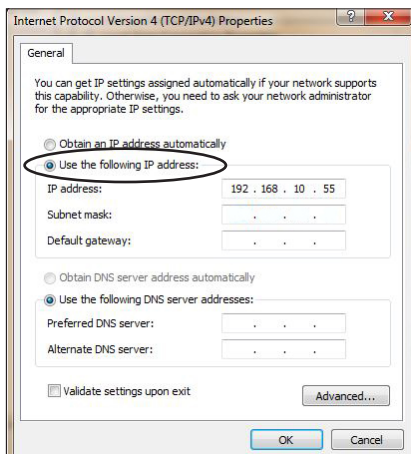 Internet Protocol Version 4 (TCP/IPv4) Properties
General
You can get IP settings assigned automatically if your network supports
this capability. Otherwise, you need to ask your network administrator
for the appropriate IP settings.
Obtain an IP address automatically
Use the following IP address:
IP address: 192 . 168 . 10 . 55
Subnet mask: . . .
Default gateway: . . .
Obtain DNS server address automatically
Use the following DNS server addresses:
Preferred DNS server: . . .
Alternate DNS server: . . .
Validate settings upon exit
Advanced...
OK Cancel